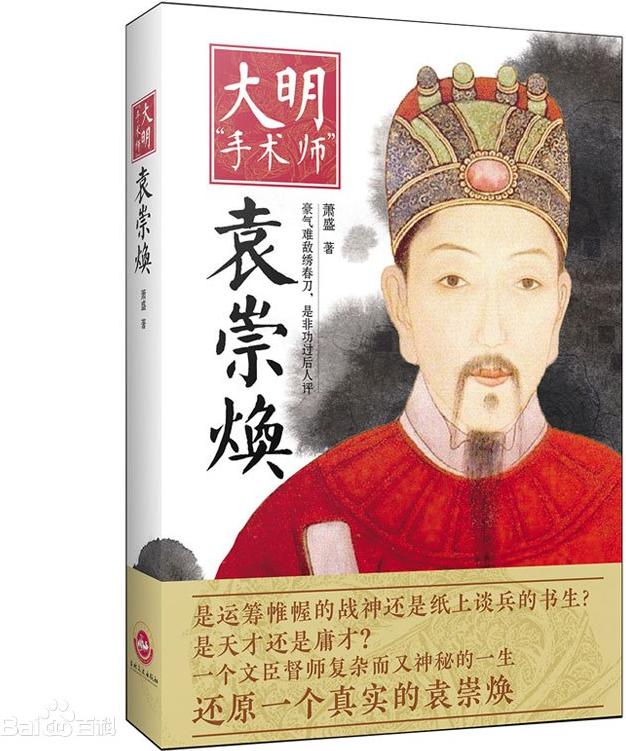 大明
手术师
袁崇焕
萧盛 著
大明
“手术师”
袁崇焕
萧盛 著
豪气难敌绣春刀，是非功过后人评
是运筹帷幄的战神还是纸上谈兵的书生？
是天才还是庸才？
一个文臣督师复杂而又神秘的一生
还原一个真实的袁崇焕
Bai 百科